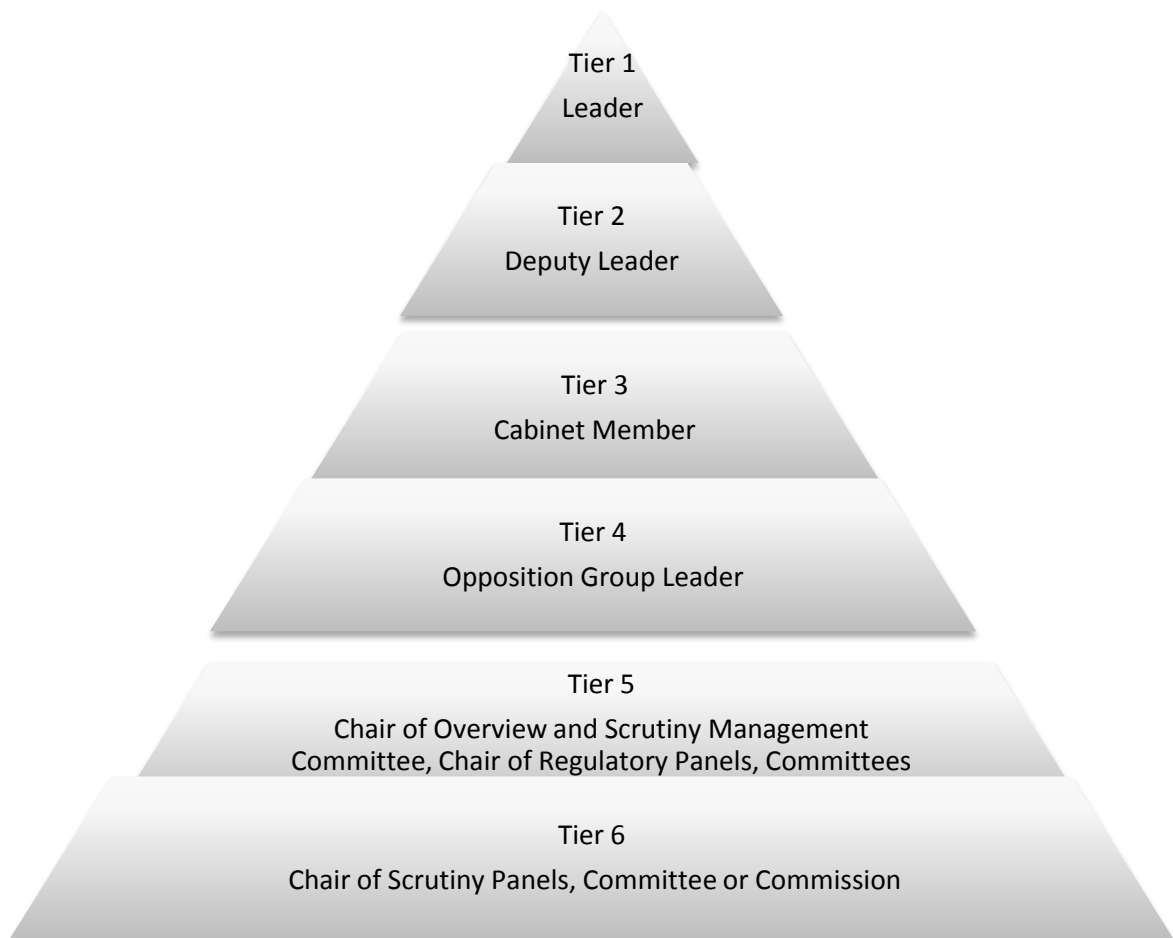 Tier 1
Leader
Tier 2
Deputy Leader
Tier 3
Cabinet Member
Tier 4
Opposition Group Leader
Tier 5
Chair of Overview and Scrutiny Management
Committee, Chair of Regulatory Panels, Committees
Tier 6
Chair of Scrutiny Panels, Committee or Commission